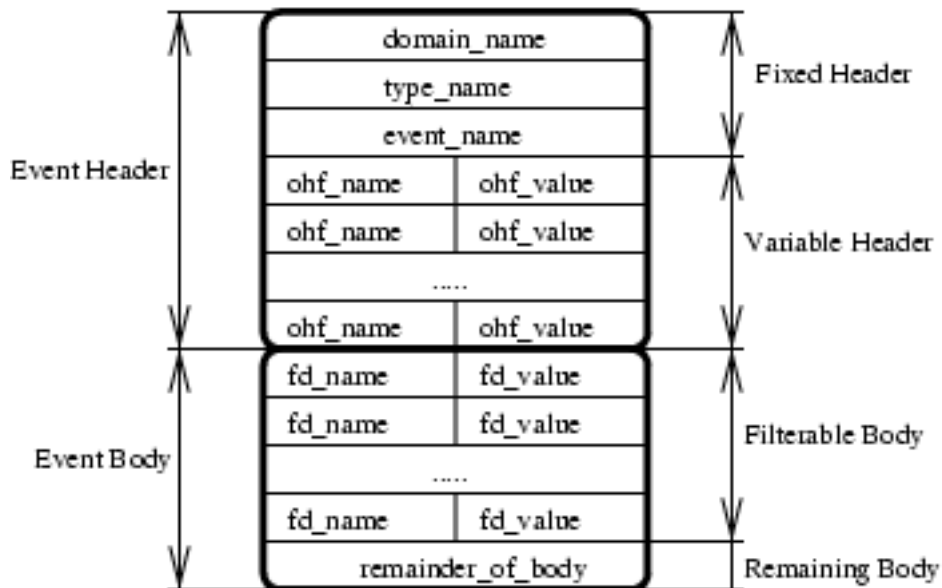 domain_name
Fixed Header
type_name
event_name
Event Header
ohf_name ohf_value
ohf_name ohf_value
Variable Header
.....
ohf_name ohf_value
fd_name fd_value
fd_name fd_value
Filterable Body
Event Body
.....
fd_name fd_value
remainder_of_body
Remaining Body